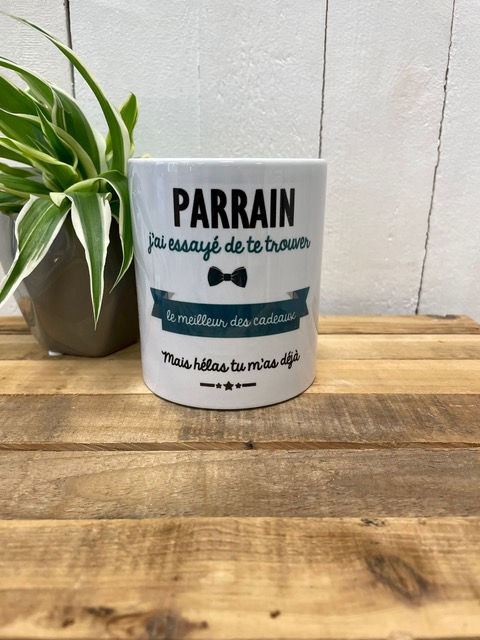 PARRAIN
j'ai essayé de te trouver
le meilleur des cadeaux
Mais hélas tu m'as déjà